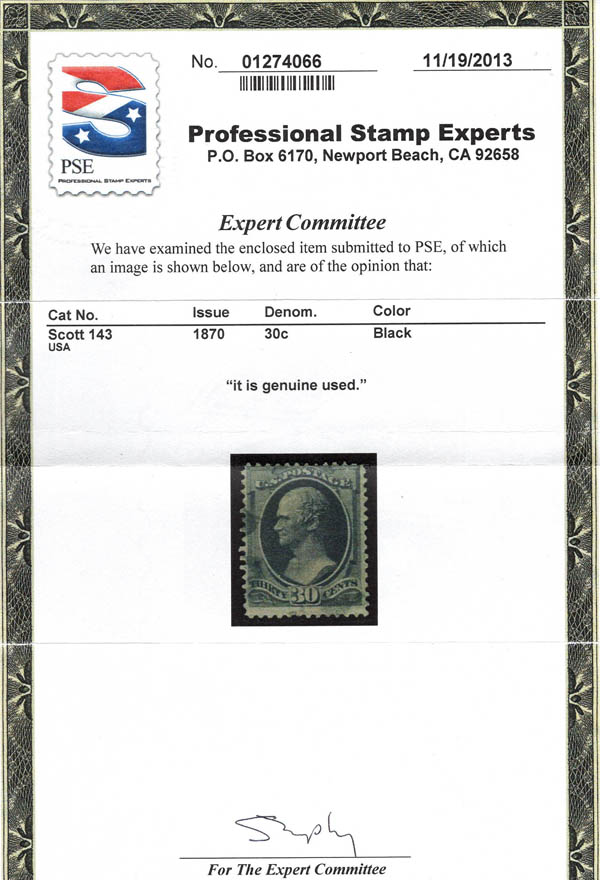 No. 01274066
11/19/2013
PSE
PROFESSIONAL STAMP EXPERTS
Professional Stamp Experts
P.O. Box 6170, Newport Beach, CA 92658
Expert Committee
We have examined the enclosed item submitted to PSE, of which
an image is shown below, and are of the opinion that:
Cat No. Issue Denom. Color
Scott 143 1870 30c Black
USA
“it is genuine used.”
U.S. POSTAGE
THIRTY 30 CENTS
For The Expert Committee